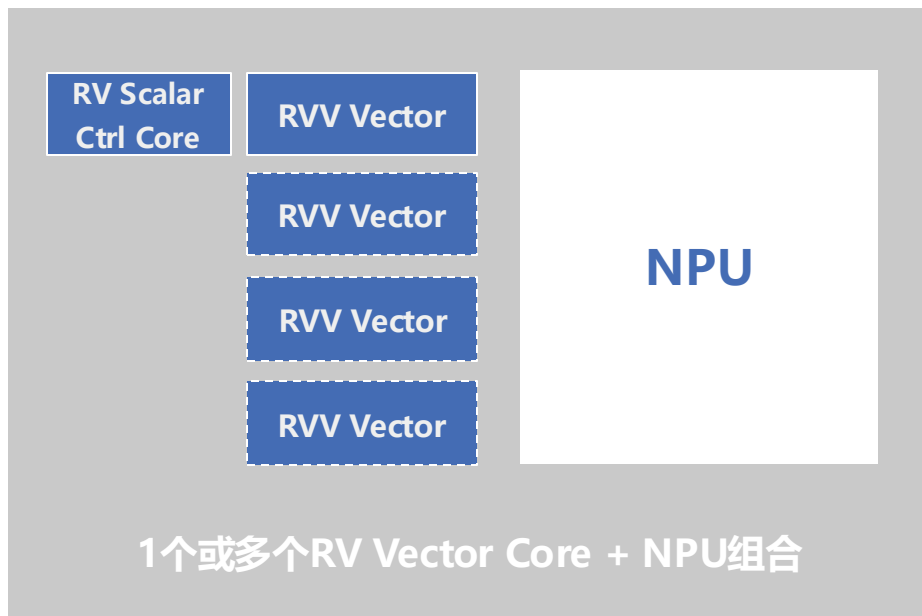 RV Scalar
Ctrl Core
RVV Vector
RVV Vector
RVV Vector
RVV Vector
NPU
1个或多个RV Vector Core + NPU组合